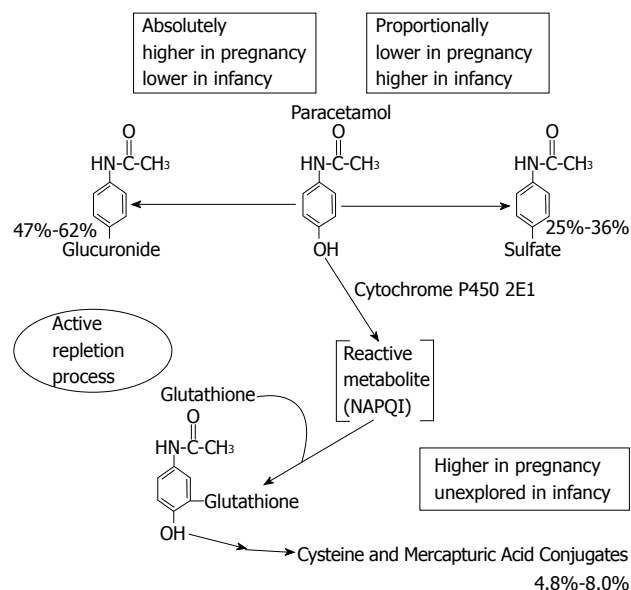 Absolutely
higher in pregnancy
lower in infancy
Proportionally
lower in pregnancy
higher in infancy
Paracetamol
O
HN-C-CH3
O
HN-C-CH3
O
HN-C-CH3
47%-62%
Glucuronide
OH
25%-36%
Sulfate
Cytochrome P450 2E1
Active
repletion
process
Reactive
metabolite
(NAPQI)
Glutathione
O
HN-C-CH3
Glutathione
OH
Higher in pregnancy
unexplored in infancy
Cysteine and Mercapturic Acid Conjugates
4.8%-8.0%